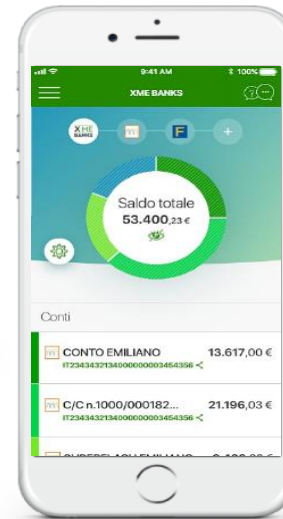 9:41 AM
100%
XME BANKS
XME
BANKS
F
+
Saldo totale
53.400,23 €
Conti
CONTO EMILIANO 13.617,00 €
IT2343432134000000003454356
C/C n.1000/000182... 21.196,03 €
IT2343432134000000003454356